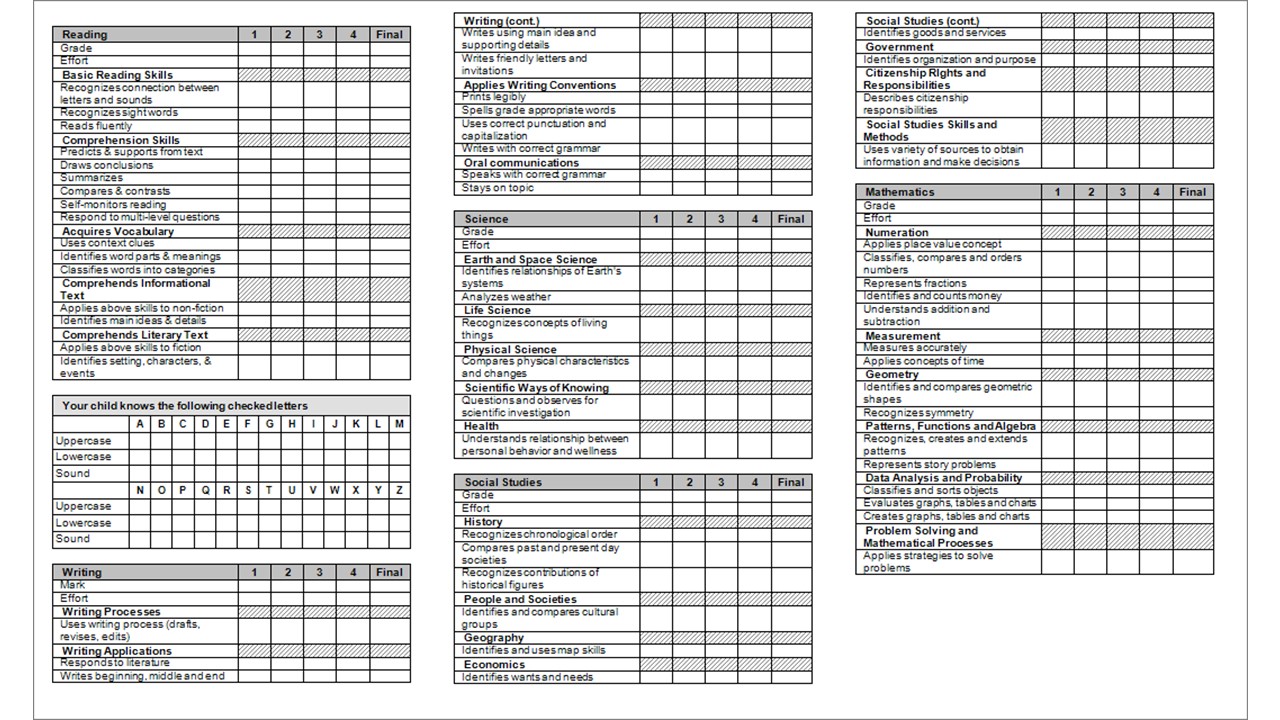 Reading 1 2 3 4 Final
Grade
Effort
Basic Reading Skills
Recognizes connection between
letters and sounds
Recognizes sight words
Reads fluently
Comprehension Skills
Predicts & supports from text
Draws conclusions
Summarizes
Compares & contrasts
Self-monitors reading
Respond to multi-level questions
Acquires Vocabulary
Uses context clues
Identifies word parts & meanings
Classifies words into categories
Comprehends Informational
Text
Applies above skills to non-fiction
Identifies main ideas & details
Comprehends Literary Text
Applies above skills to fiction
Identifies setting, characters, &
events
Your child knows the following checked letters
A B C D E F G H I J K L M
Uppercase
Lowercase
Sound
N O P Q R S T U V W X Y Z
Uppercase
Lowercase
Sound
Writing 1 2 3 4 Final
Mark
Effort
Writing Processes
Uses writing process (drafts,
revises, edits)
Writing Applications
Responds to literature
Writes beginning, middle and end
Writing (cont.)
Writes using main idea and
supporting details
Writes friendly letters and
invitations
Applies Writing Conventions
Prints legibly
Spells grade appropriate words
Uses correct punctuation and
capitalization
Writes with correct grammar
Oral communications
Speaks with correct grammar
Stays on topic
Science 1 2 3 4 Final
Grade
Effort
Earth and Space Science
Identifies relationships of Earth's
systems
Analyzes weather
Life Science
Recognizes concepts of living
things
Physical Science
Compares physical characteristics
and changes
Scientific Ways of Knowing
Questions and observes for
scientific investigation
Health
Understands relationship between
personal behavior and wellness
Social Studies 1 2 3 4 Final
Grade
Effort
History
Recognizes chronological order
Compares past and present day
societies
Recognizes contributions of
historical figures
People and Societies
Identifies and compares cultural
groups
Geography
Identifies and uses map skills
Economics
Identifies wants and needs
Social Studies (cont.)
Identifies goods and services
Government
Identifies organization and purpose
Citizenship RIghts and
Responsibilities
Describes citizenship
responsibilities
Social Studies Skills and
Methods
Uses variety of sources to obtain
information and make decisions
Mathematics 1 2 3 4 Final
Grade
Effort
Numeration
Applies place value concept
Classifies, compares and orders
numbers
Represents fractions
Identifies and counts money
Understands addition and
subtraction
Measurement
Measures accurately
Applies concepts of time
Geometry
Identifies and compares geometric
shapes
Recognizes symmetry
Patterns, Functions and Algebra
Recognizes, creates and extends
patterns
Represents story problems
Data Analysis and Probability
Classifies and sorts objects
Evaluates graphs, tables and charts
Creates graphs, tables and charts
Problem Solving and
Mathematical Processes
Applies strategies to solve
problems